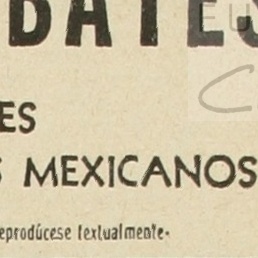 BATES
ES
S MEXICANOS
eprodúcese textualmente-